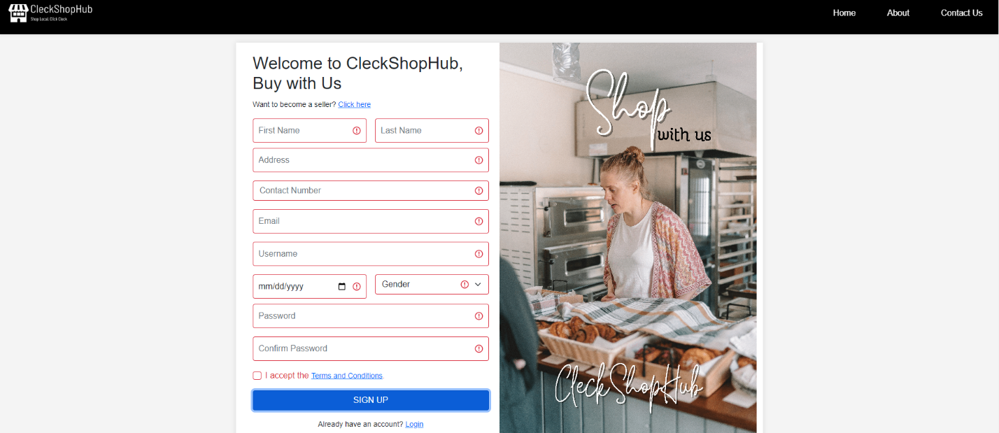 CleckShopHub
Shop Local, Click Cleck
Home About Contact Us
Welcome to CleckShopHub,
Buy with Us
Want to become a seller? Click here
First Name Last Name
Address
Contact Number
Email
Username
mm/dd/yyyy Gender
Password
Confirm Password
I accept the Terms and Conditions.
SIGN UP
Already have an account? Login
Shop
with us
CleckShopHub